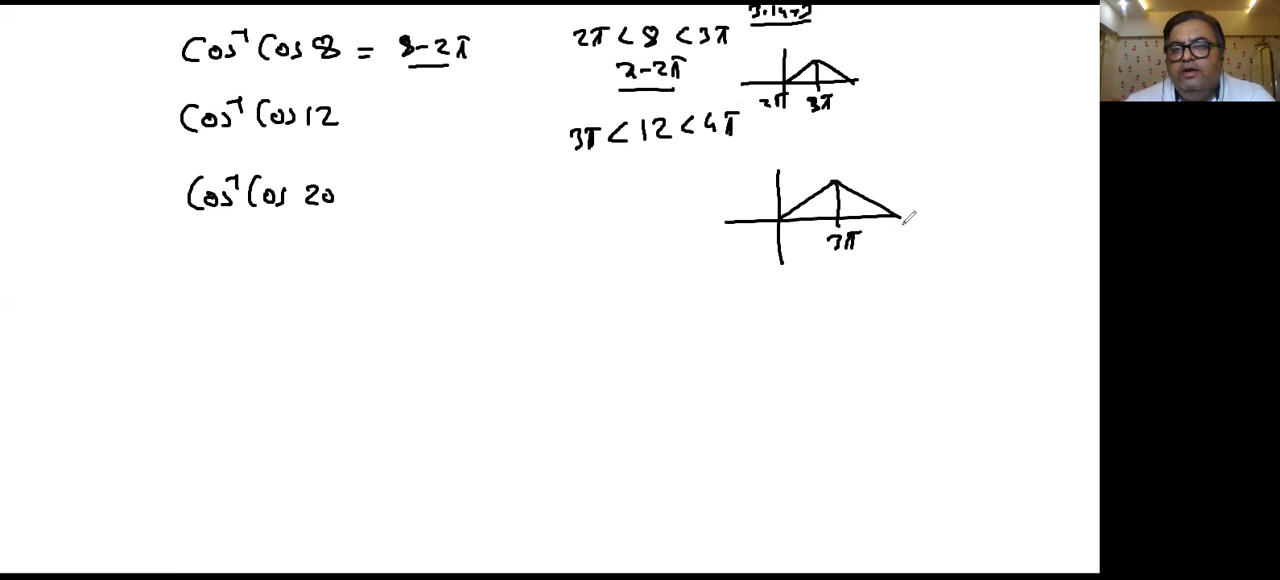 Cos⁻¹ Cos 8 = 8-2π
Cos⁻¹ Cos 12
Cos⁻¹ Cos 20
2π < 8 < 3π
x-2π
3π < 12 < 4π
2π 3π
3π